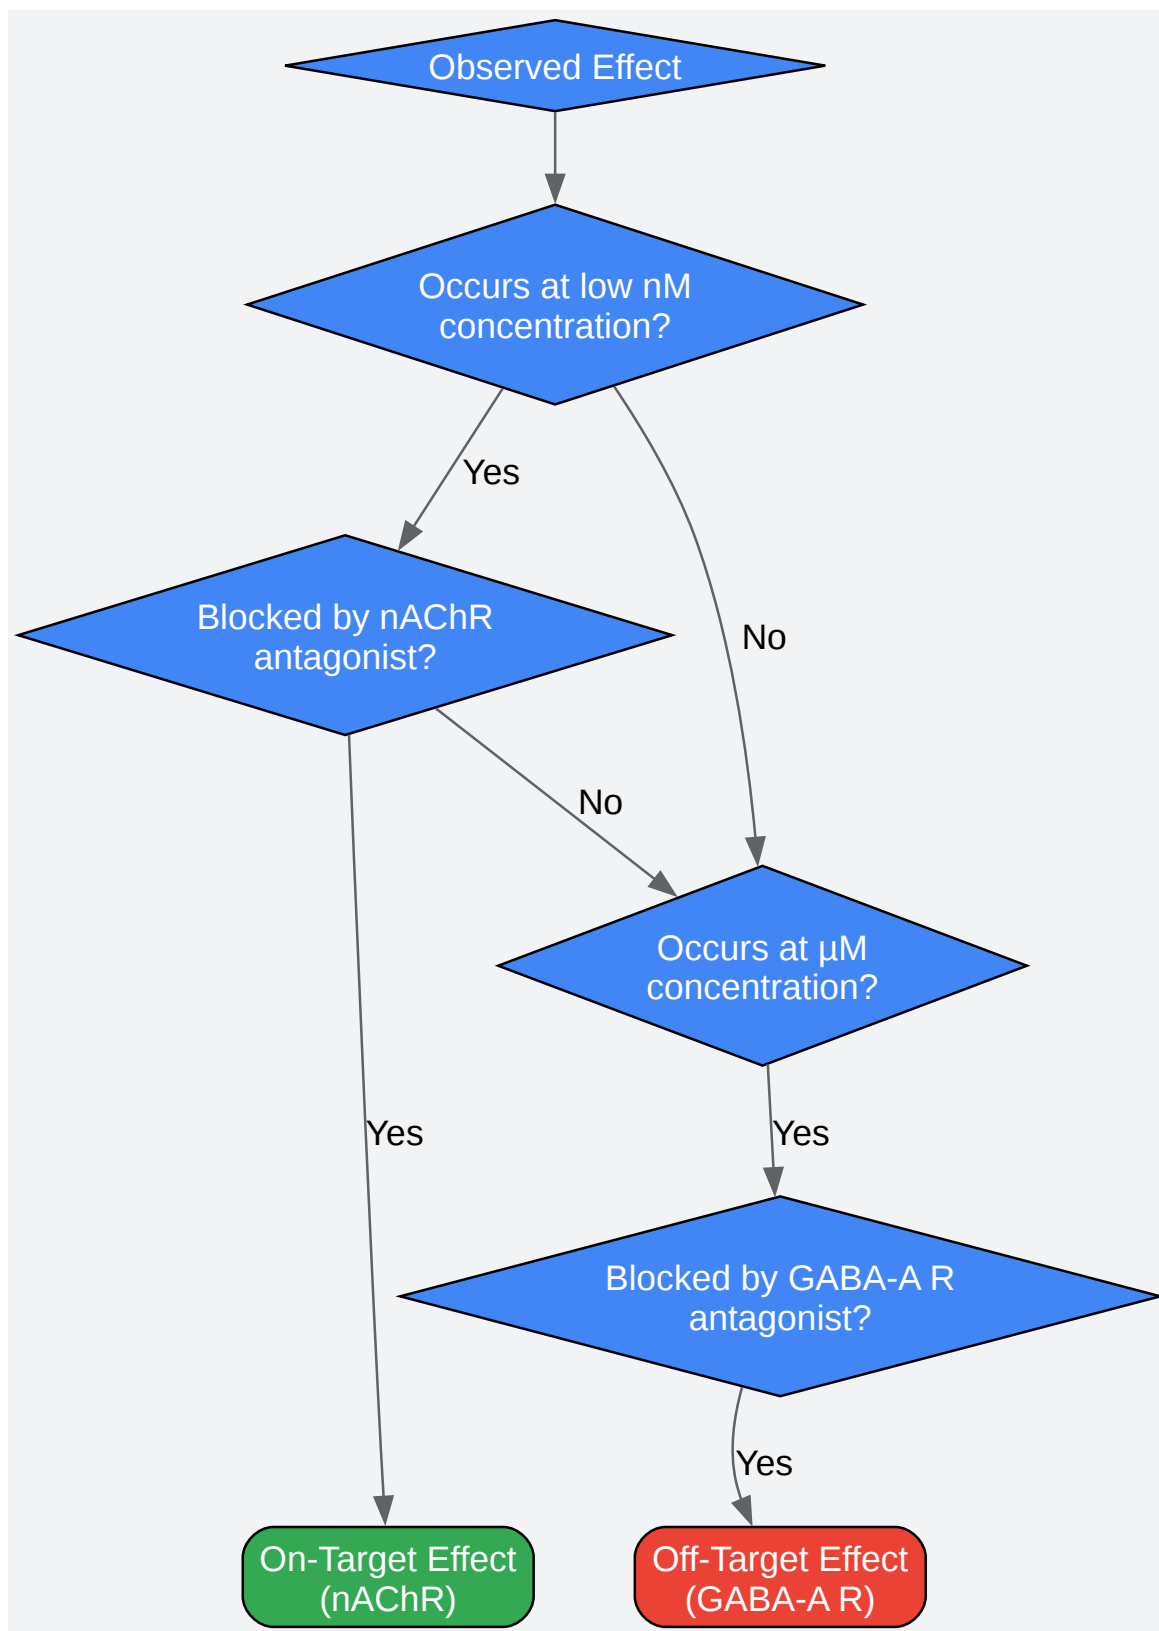 Observed Effect
Occurs at low nM
concentration?
Yes
Blocked by nAChR
antagonist?
No
No
Occurs at µM
concentration?
Yes
Yes
Blocked by GABA-A R
antagonist?
Yes
On-Target Effect
(nAChR)
Off-Target Effect
(GABA-A R)